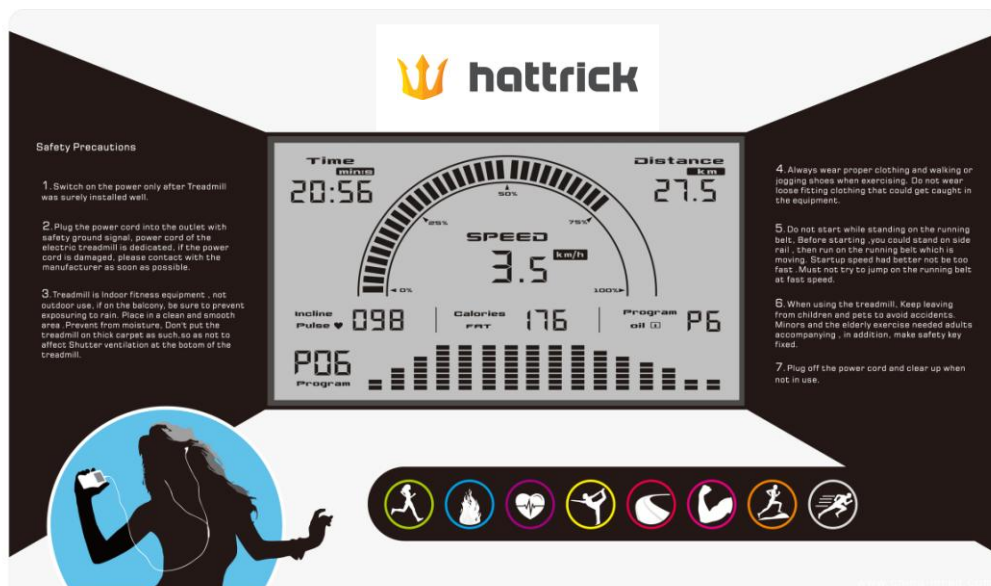 hattrick
Safety Precautions
1. Switch on the power only after Treadmill
was surely installed well.
2. Plug the power cord into the outlet with
safety ground signal, power cord of the
electric treadmill is dedicated, if the power
cord is damaged, please contact with the
manufacturer as soon as possible.
3. Treadmill is Indoor fitness equipment , not
outdoor use, if on the balcony, be sure to prevent
exposuring to rain. Place in a clean and smooth
area .Prevent from moisture, Don't put the
treadmill on thick carpet as such,so as not to
affect Shutter ventilation at the botom of the
treadmill.
Time
min:s
20:56
Distance
km
27.5
0%
25%
50%
75%
100%
SPEED
3.5 km/h
Incline
Pulse 098
Calories
FAT 176
Program
oil P6
P06
Program
4. Always wear proper clothing and walking or
jogging shoes when exercising. Do not wear
loose fitting clothing that could get caught in
the equipment.
5. Do not start while standing on the running
belt, Before starting ,you could stand on side
rail , then run on the running belt which is
moving. Startup speed had better not be too
fast .Must not try to jump on the running belt
at fast speed.
6. When using the treadmill, Keep leaving
from children and pets to avoid accidents.
Minors and the elderly exercise needed adults
accompanying , in addition, make safety key
fixed.
7. Plug off the power cord and clear up when
not in use.